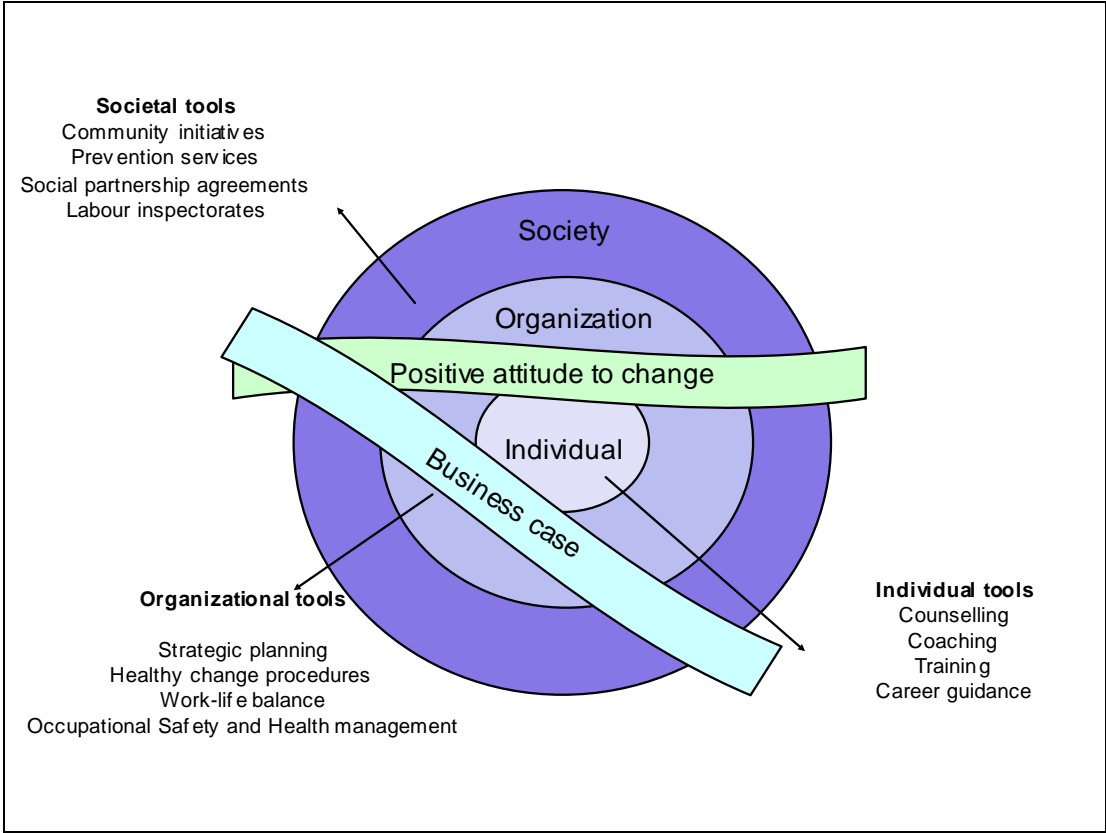 Societal tools
Community initiatives
Prevention services
Social partnership agreements
Labour inspectorates
Society
Organization
Positive attitude to change
Individual
Business case
Organizational tools
Strategic planning
Healthy change procedures
Work-life balance
Occupational Safety and Health management
Individual tools
Counselling
Coaching
Training
Career guidance